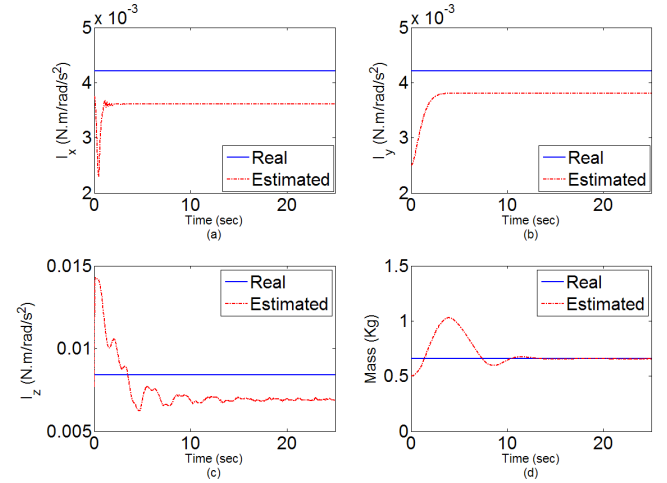 x 10⁻³
5
4
3
2
I_x (N.m/rad/s²)
Real
Estimated
0 10 20
Time (sec)
(a)
x 10⁻³
5
4
3
2
I_y (N.m/rad/s²)
Real
Estimated
0 10 20
Time (sec)
(b)
0.015
0.01
0.005
I_z (N.m/rad/s²)
Real
Estimated
0 10 20
Time (sec)
(c)
1.5
1
0.5
0
Mass (Kg)
Real
Estimated
0 10 20
Time (sec)
(d)